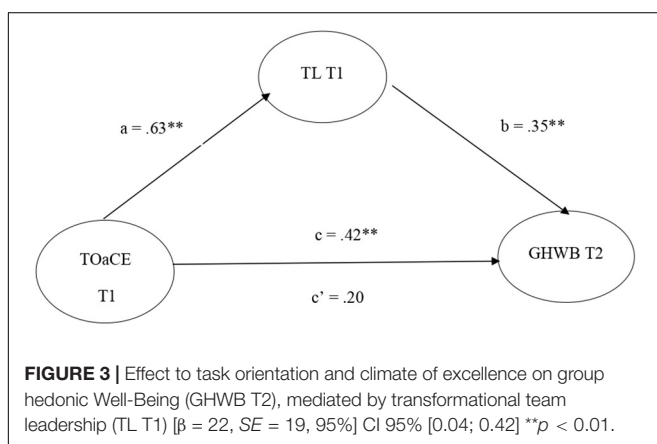 TL T1
a = .63**
b = .35**
c = .42**
TOaCE
T1
GHWB T2
c' = .20
FIGURE 3 | Effect to task orientation and climate of excellence on group
hedonic Well-Being (GHWB T2), mediated by transformational team
leadership (TL T1) [β = 22, SE = 19, 95%] CI 95% [0.04; 0.42] **p < 0.01.